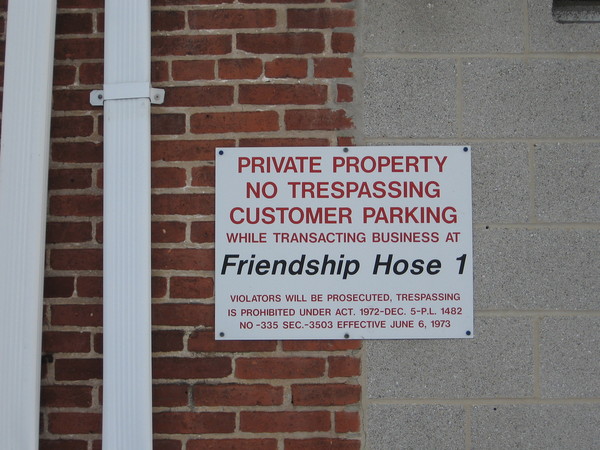 PRIVATE PROPERTY
NO TRESPASSING
CUSTOMER PARKING
WHILE TRANSACTING BUSINESS AT
Friendship Hose 1
VIOLATORS WILL BE PROSECUTED, TRESPASSING
IS PROHIBITED UNDER ACT. 1972-DEC. 5-P.L. 1482
NO -335 SEC.-3503 EFFECTIVE JUNE 6, 1973